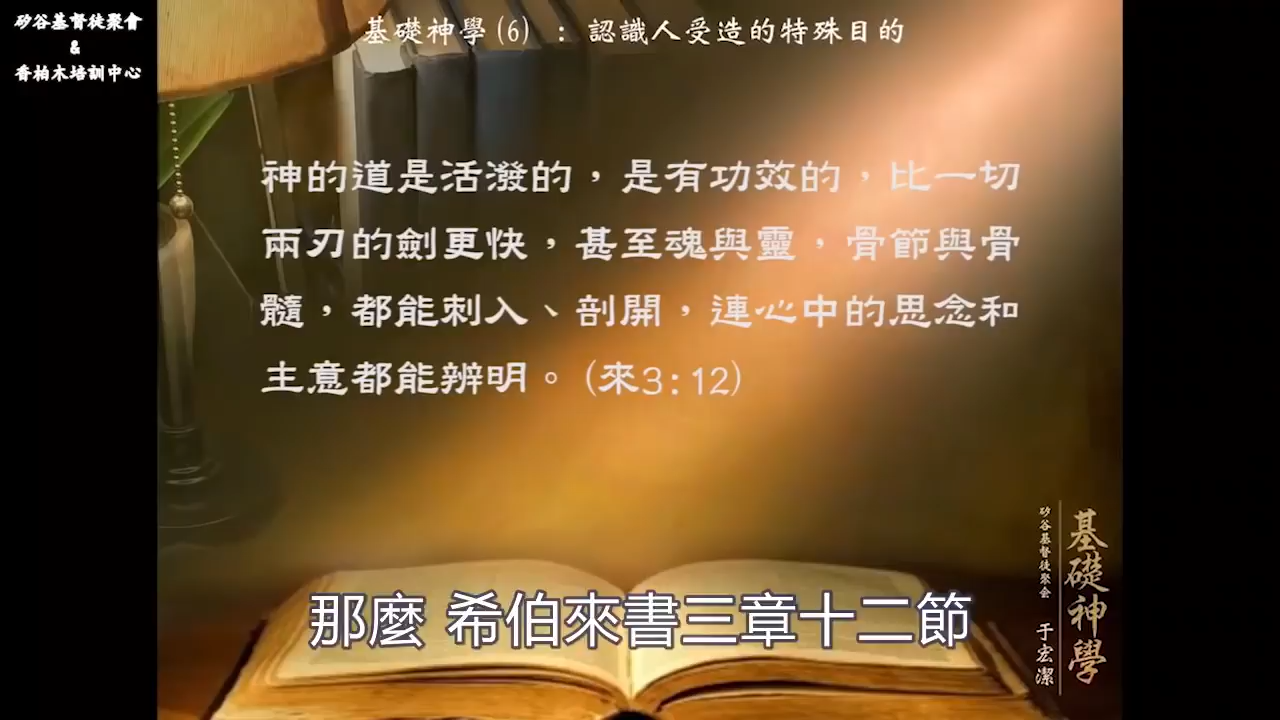 矽谷基督徒聚會
&
香柏木培訓中心
基礎神學(6) : 認識人受造的特殊目的
神的道是活潑的，是有功效的，比一切
兩刃的劍更快，甚至魂與靈，骨節與骨
髓，都能刺入、剖開，連心中的思念和
主意都能辨明。(來3:12)
那麼 希伯來書三章十二節
基礎神學
矽谷基督徒聚会
于宏潔